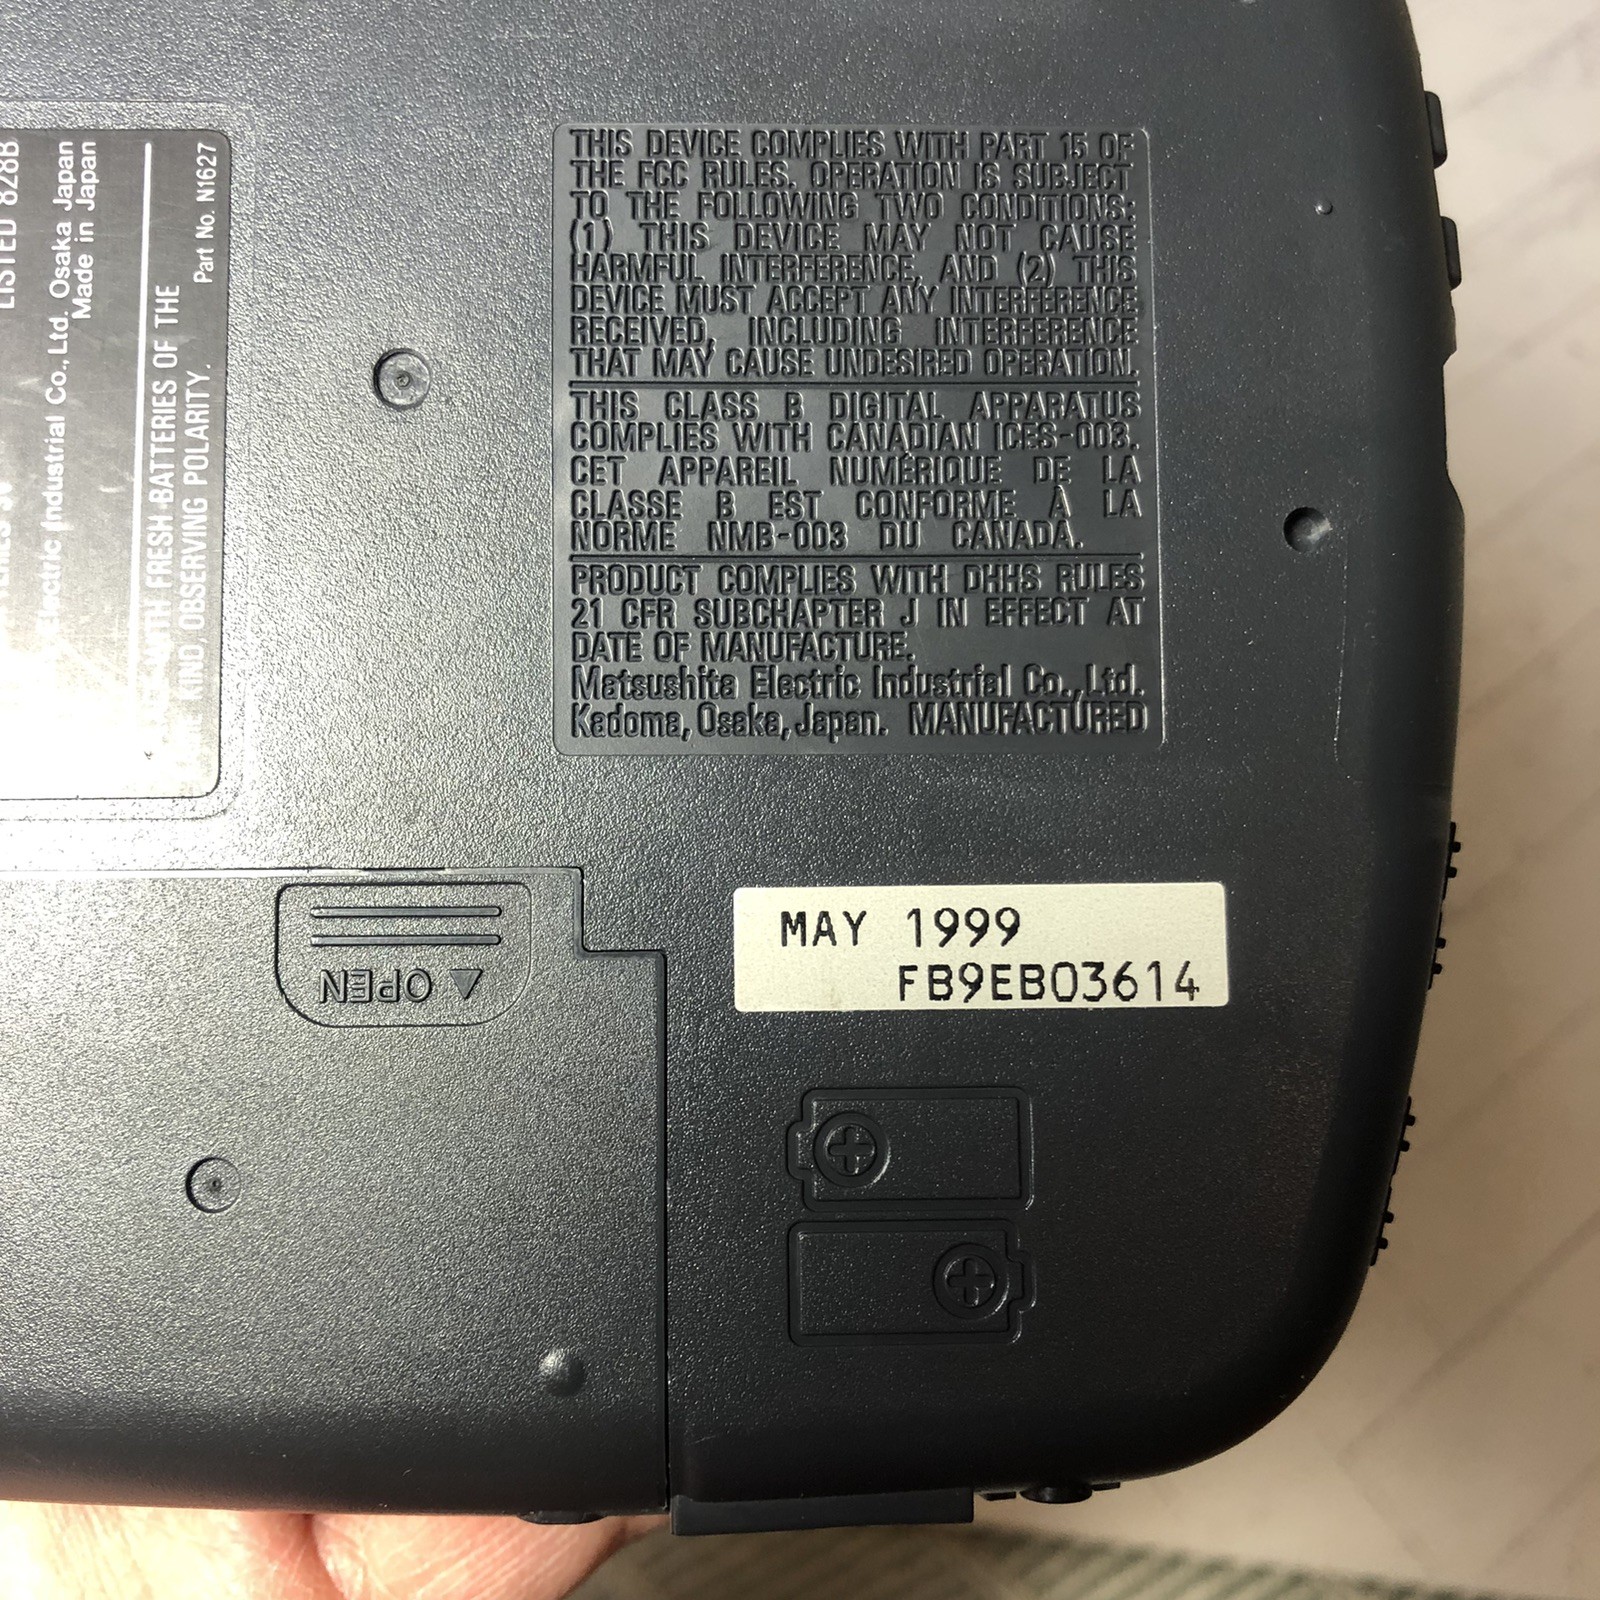 LISTED 828B
Electric Industrial Co., Ltd. Osaka Japan
Made in Japan
WITH FRESH BATTERIES OF THE
KIND, OBSERVING POLARITY.
Part No. N1627
THIS DEVICE COMPLIES WITH PART 15 OF
THE FCC RULES. OPERATION IS SUBJECT
TO THE FOLLOWING TWO CONDITIONS:
(1) THIS DEVICE MAY NOT CAUSE
HARMFUL INTERFERENCE, AND (2) THIS
DEVICE MUST ACCEPT ANY INTERFERENCE
RECEIVED, INCLUDING INTERFERENCE
THAT MAY CAUSE UNDESIRED OPERATION.
THIS CLASS B DIGITAL APPARATUS
COMPLIES WITH CANADIAN ICES-003.
CET APPAREIL NUMÉRIQUE DE LA
CLASSE B EST CONFORME À LA
NORME NMB-003 DU CANADA.
PRODUCT COMPLIES WITH DHHS RULES
21 CFR SUBCHAPTER J IN EFFECT AT
DATE OF MANUFACTURE.
Matsushita Electric Industrial Co., Ltd.
Kadoma, Osaka, Japan. MANUFACTURED
MAY 1999
FB9EB03614
▲ OPEN